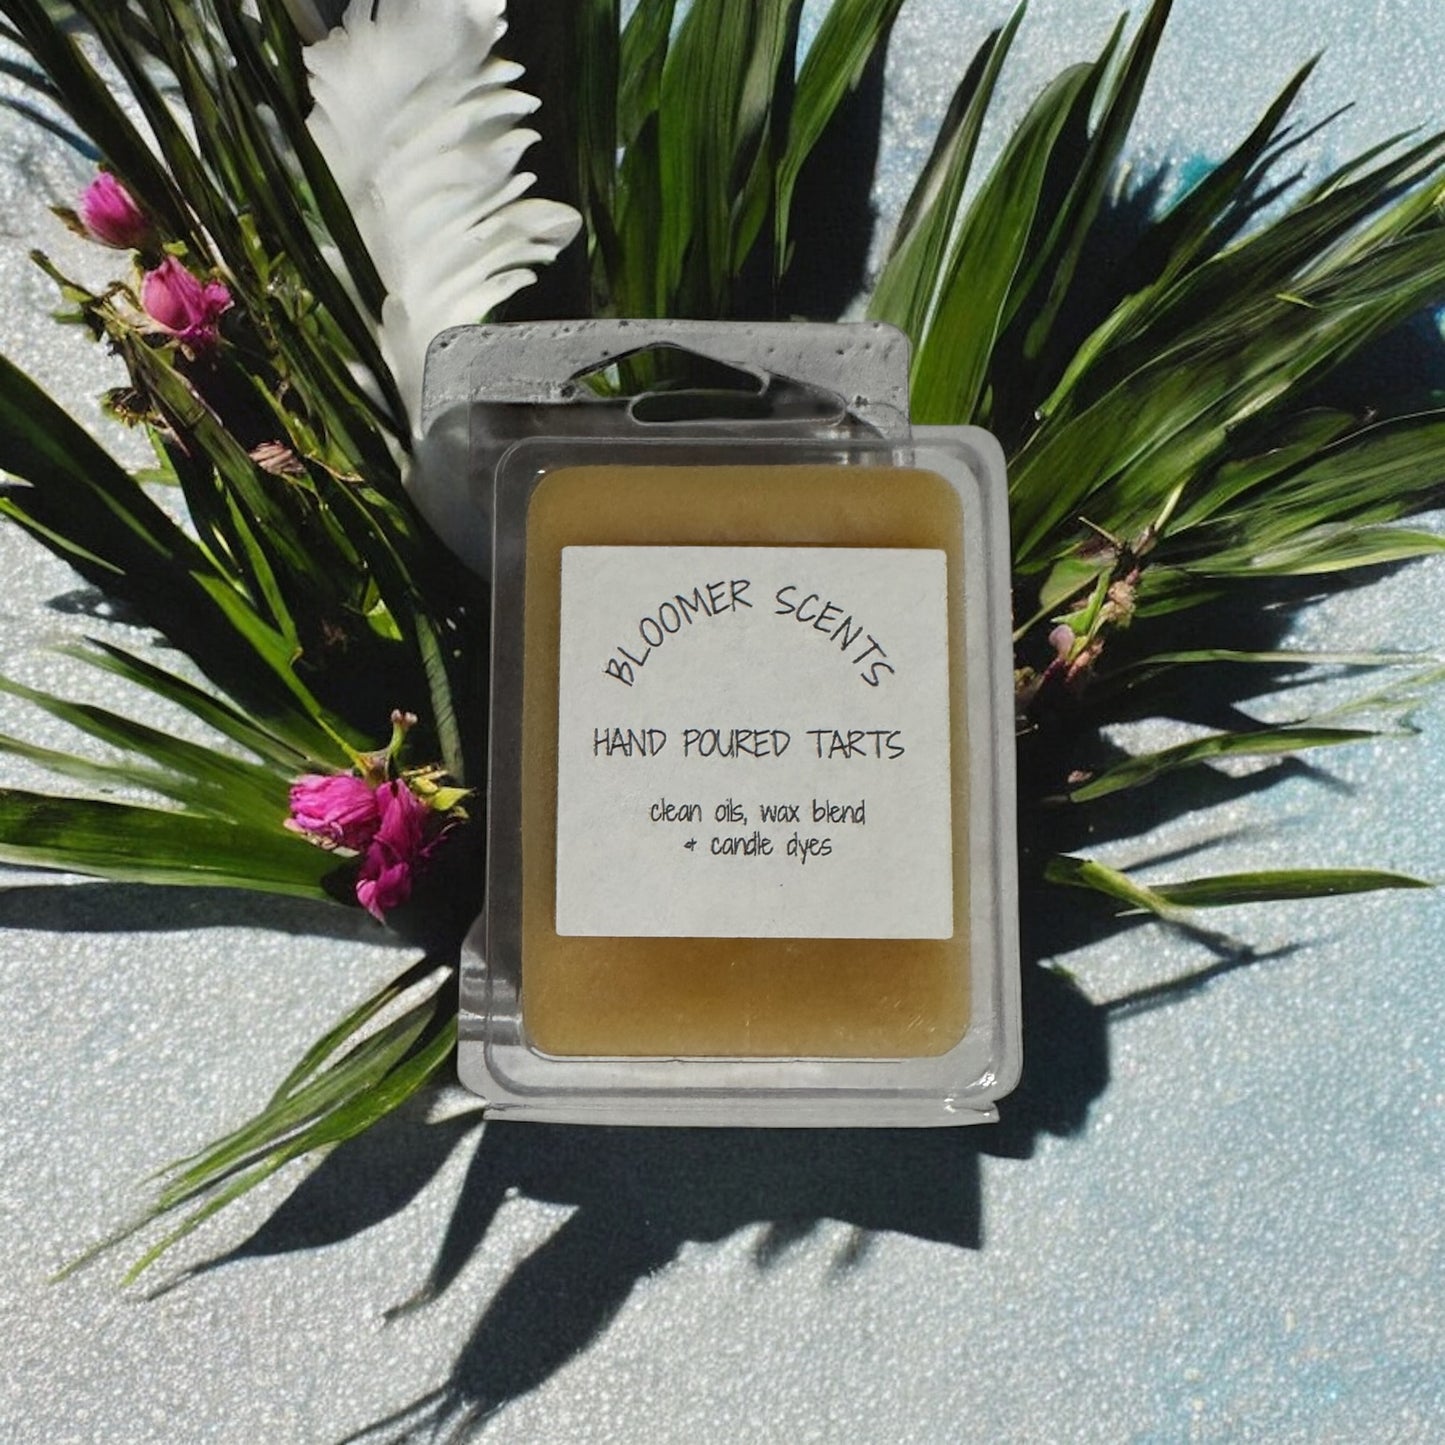 BLOOMER SCENTS
HAND POURED TARTS
clean oils, wax blend
& candle dyes